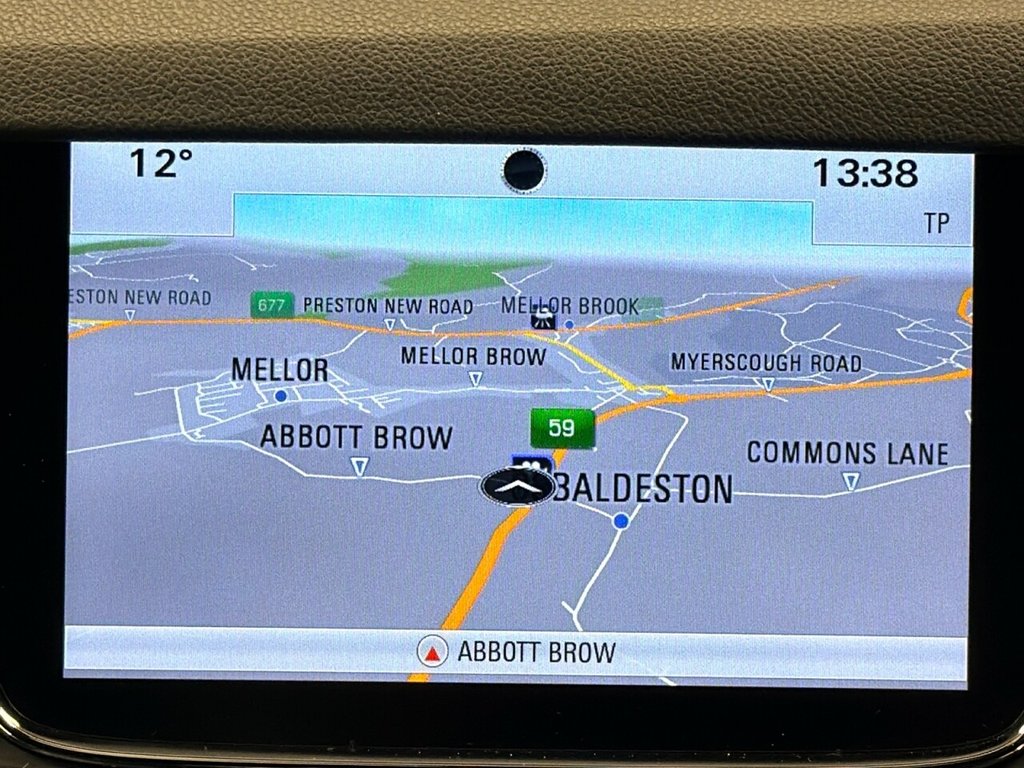 12°
13:38
TP
ESTON NEW ROAD
677
PRESTON NEW ROAD
MELLOR BROOK
MELLOR BROW
MYERSCOUGH ROAD
MELLOR
59
ABBOTT BROW
COMMONS LANE
BALDESTON
ABBOTT BROW